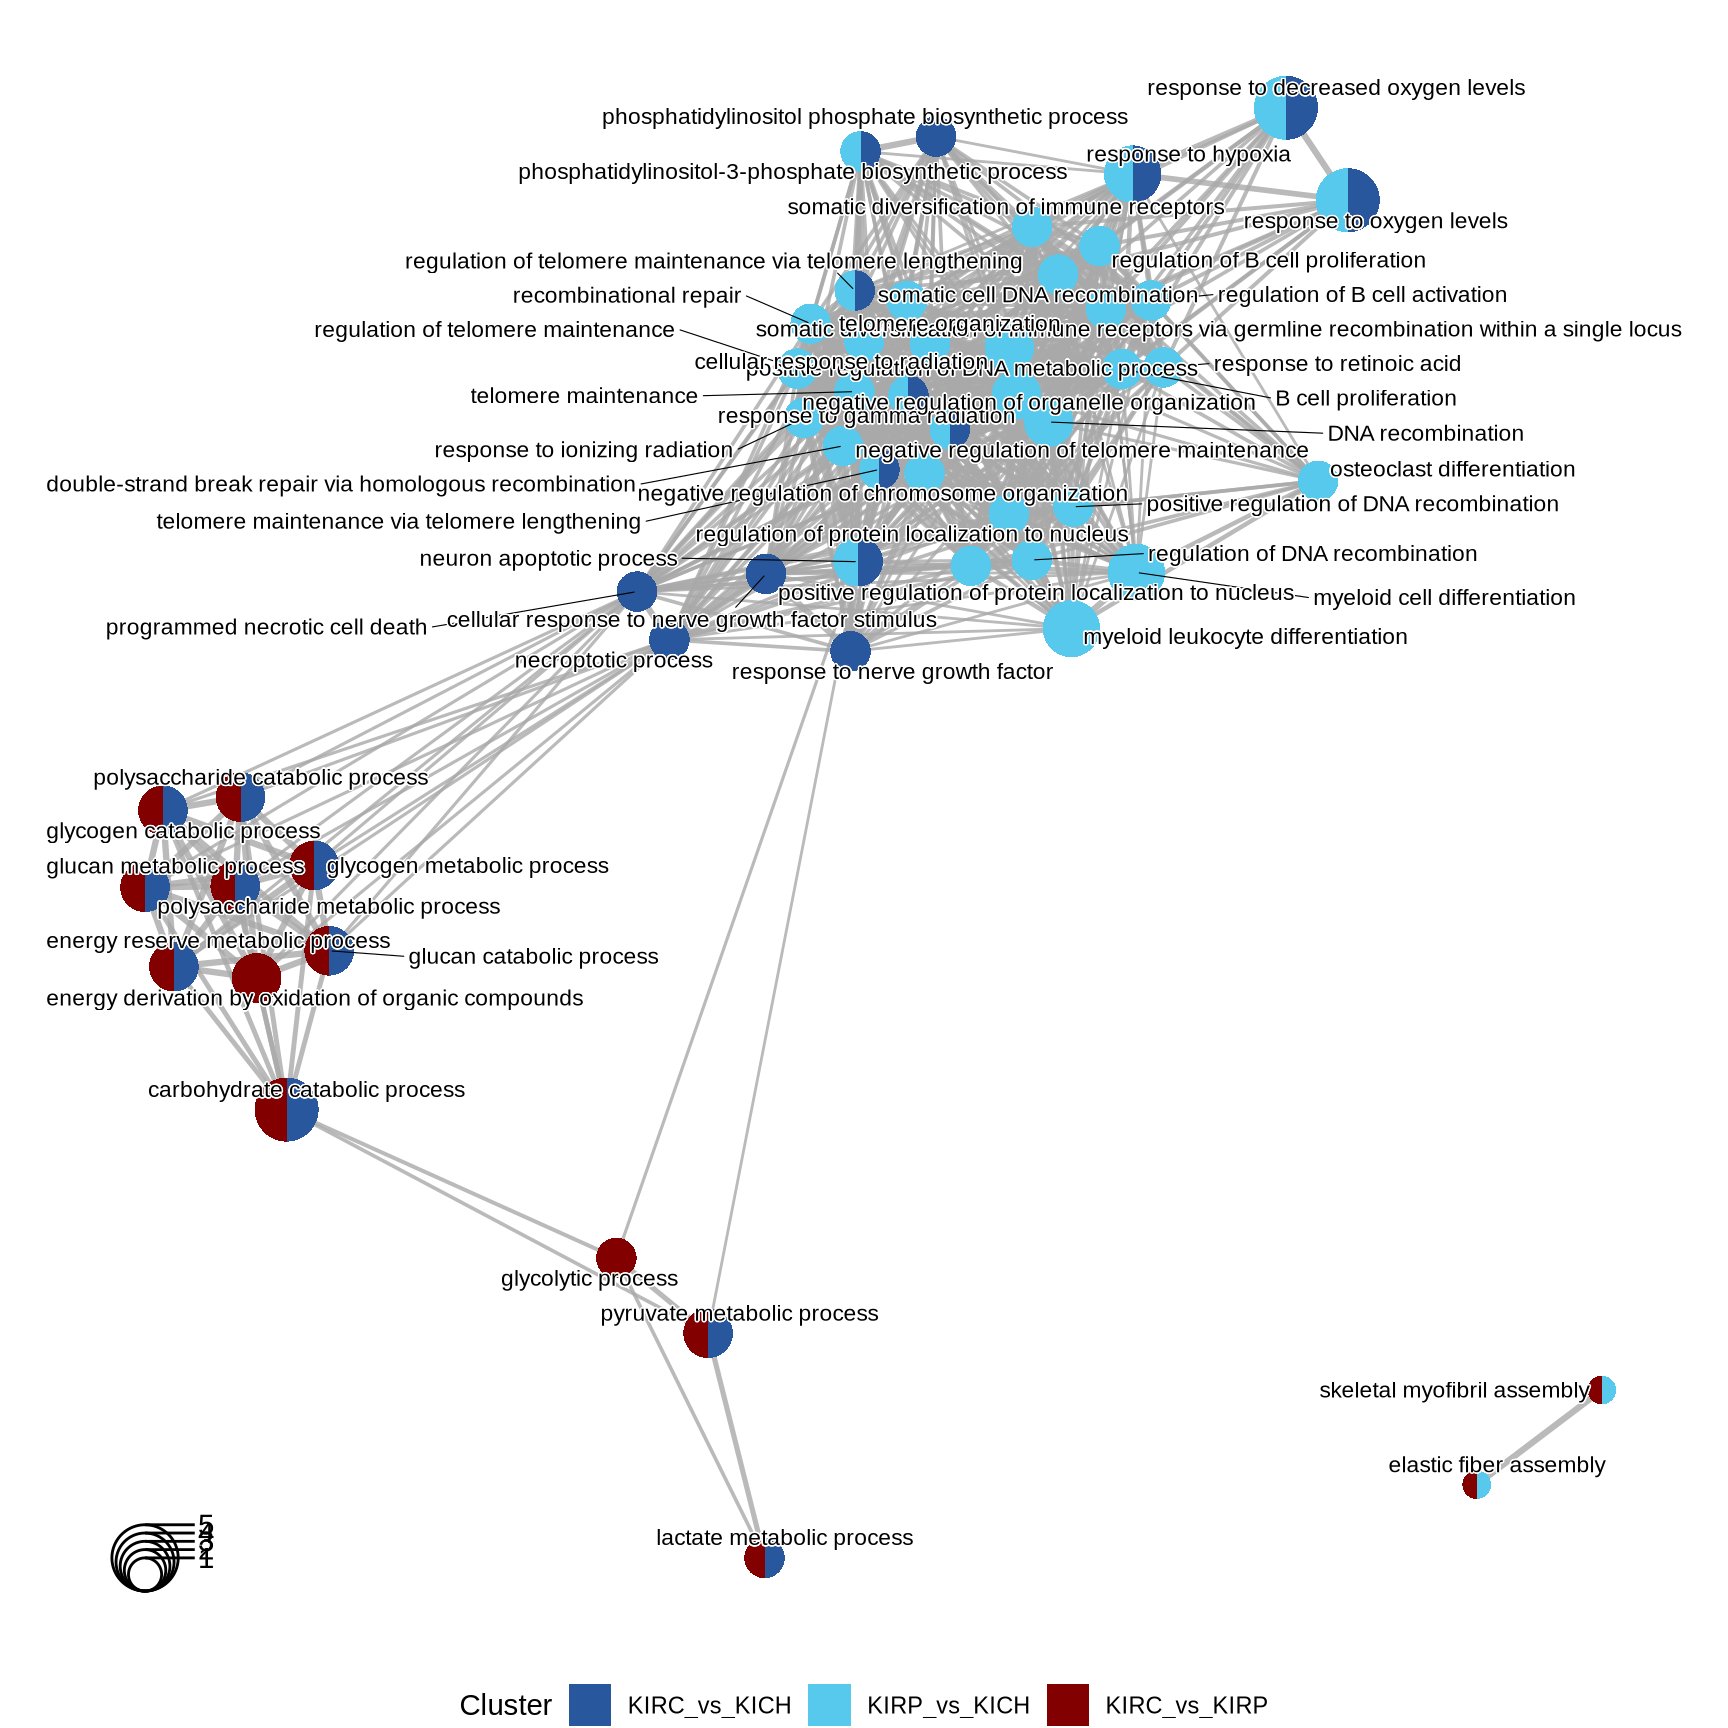 response to decreased oxygen levels
phosphatidylinositol phosphate biosynthetic process
response to hypoxia
phosphatidylinositol-3-phosphate biosynthetic process
somatic diversification of immune receptors
response to oxygen levels
regulation of telomere maintenance via telomere lengthening
regulation of B cell proliferation
recombinational repair
somatic cell DNA recombination
regulation of B cell activation
regulation of telomere maintenance
telomere organization
somatic diversification of immune receptors via germline recombination within a single locus
cellular response to radiation
positive regulation of DNA metabolic process
response to retinoic acid
telomere maintenance
negative regulation of organelle organization
B cell proliferation
response to gamma radiation
DNA recombination
response to ionizing radiation
negative regulation of telomere maintenance
osteoclast differentiation
double-strand break repair via homologous recombination
negative regulation of chromosome organization
positive regulation of DNA recombination
telomere maintenance via telomere lengthening
regulation of protein localization to nucleus
neuron apoptotic process
regulation of DNA recombination
positive regulation of protein localization to nucleus
myeloid cell differentiation
programmed necrotic cell death
cellular response to nerve growth factor stimulus
myeloid leukocyte differentiation
necroptotic process
response to nerve growth factor
polysaccharide catabolic process
glycogen catabolic process
glucan metabolic process
glycogen metabolic process
polysaccharide metabolic process
energy reserve metabolic process
glucan catabolic process
energy derivation by oxidation of organic compounds
carbohydrate catabolic process
glycolytic process
pyruvate metabolic process
skeletal myofibril assembly
elastic fiber assembly
lactate metabolic process
5
4
3
1
Cluster
KIRC_vs_KICH
KIRP_vs_KICH
KIRC_vs_KIRP